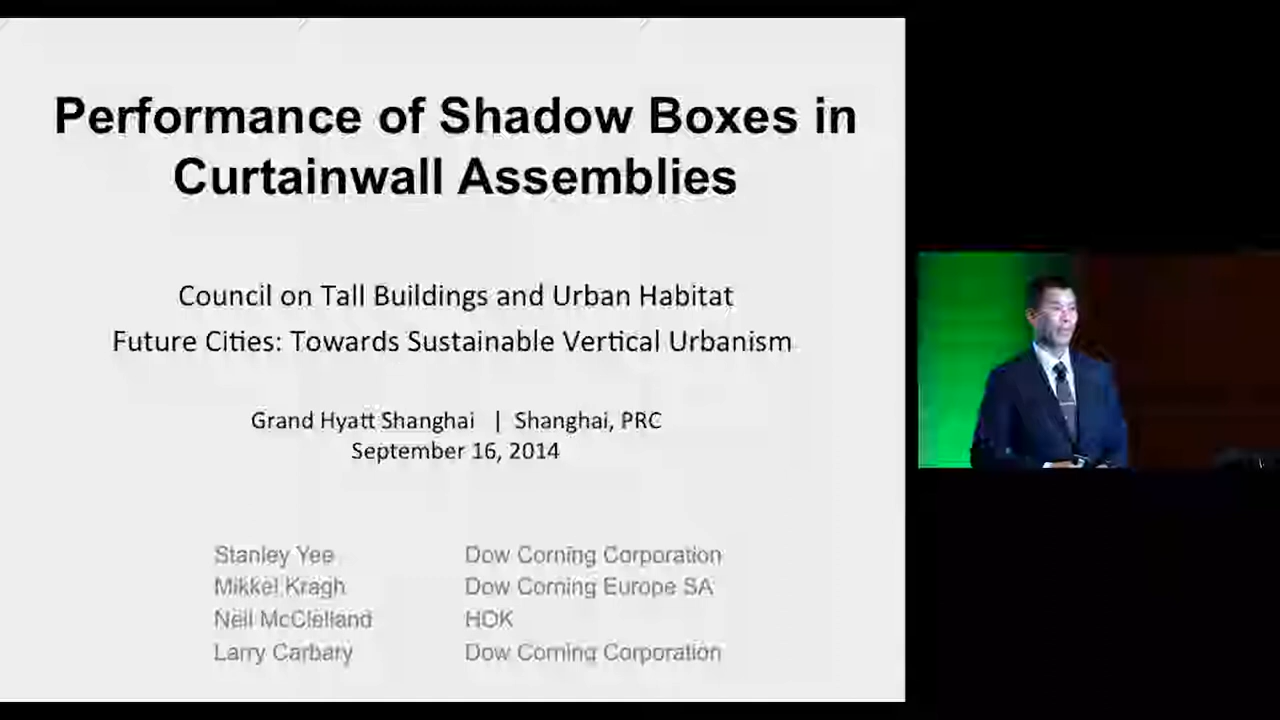 Performance of Shadow Boxes in
Curtainwall Assemblies
Council on Tall Buildings and Urban Habitat
Future Cities: Towards Sustainable Vertical Urbanism
Grand Hyatt Shanghai | Shanghai, PRC
September 16, 2014
Stanley Yee Dow Corning Corporation
Mikkel Kragh Dow Corning Europe SA
Neil McClelland HOK
Larry Carbary Dow Corning Corporation